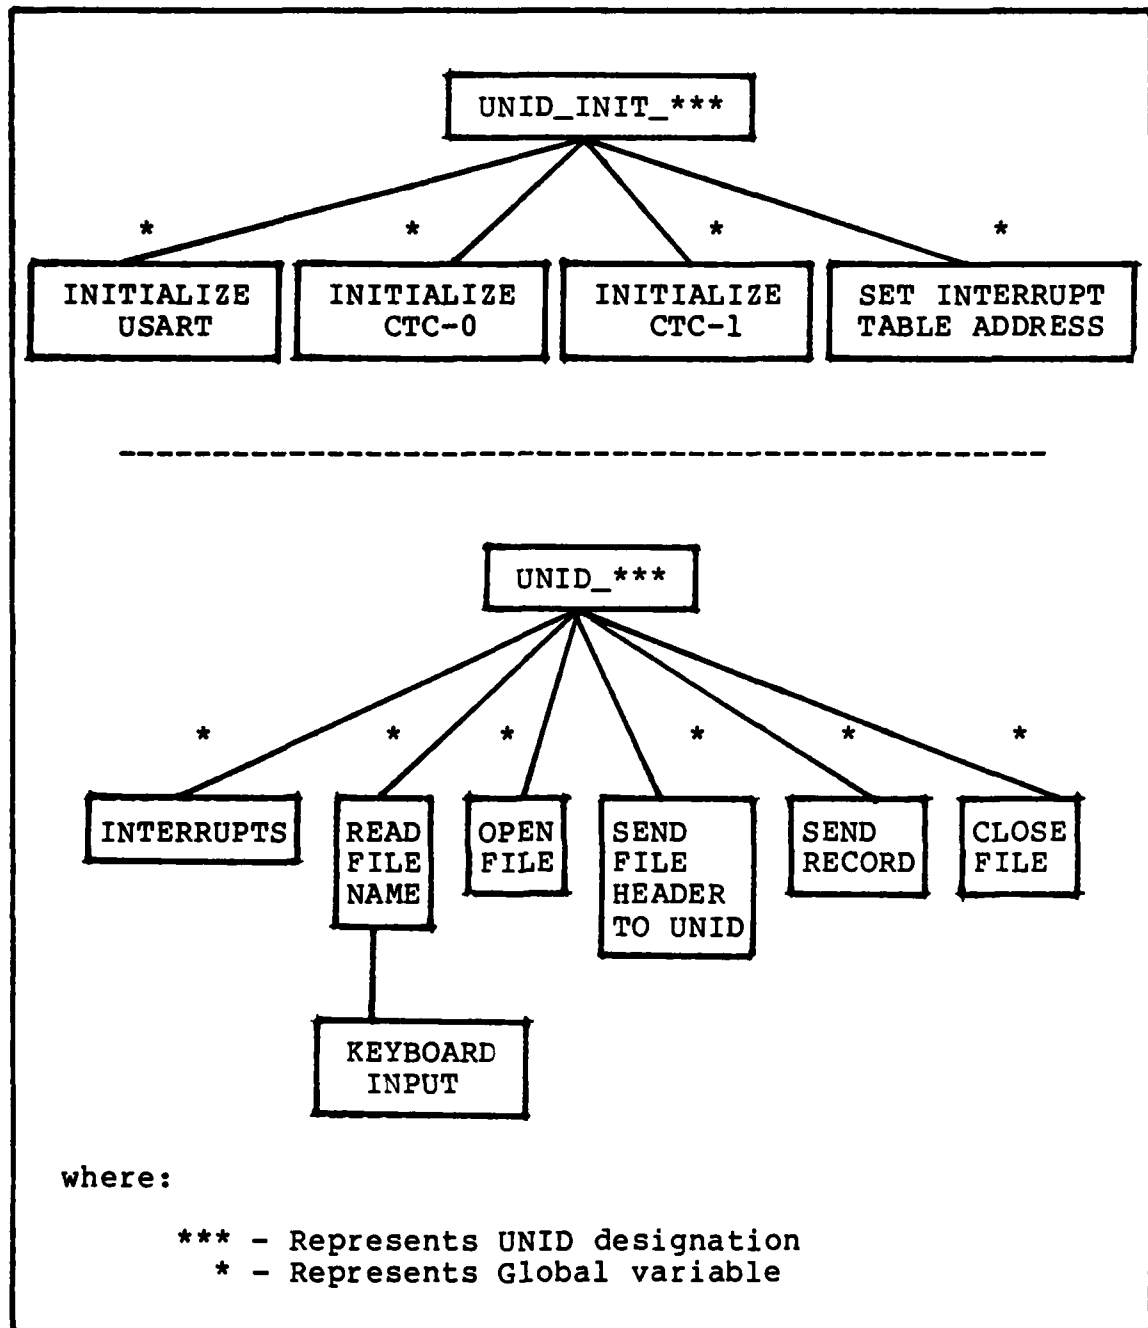 UNID_INIT_***
* * * *
INITIALIZE
USART
INITIALIZE
CTC-0
INITIALIZE
CTC-1
SET INTERRUPT
TABLE ADDRESS
UNID_***
* * * * * *
INTERRUPTS
READ
FILE
NAME
OPEN
FILE
SEND
FILE
HEADER
TO UNID
SEND
RECORD
CLOSE
FILE
KEYBOARD
INPUT
where:
*** - Represents UNID designation
* - Represents Global variable